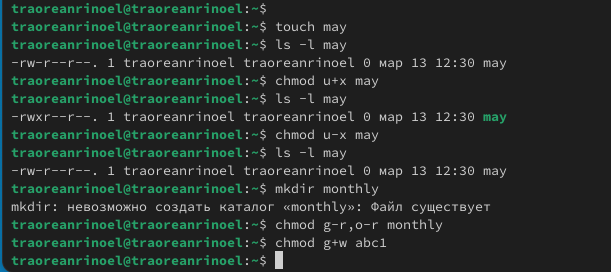 traoreanrinoel@traoreanrinoel:~$
traoreanrinoel@traoreanrinoel:~$ touch may
traoreanrinoel@traoreanrinoel:~$ ls -l may
-rw-r--r--. 1 traoreanrinoel traoreanrinoel 0 мар 13 12:30 may
traoreanrinoel@traoreanrinoel:~$ chmod u+x may
traoreanrinoel@traoreanrinoel:~$ ls -l may
-rwxr--r--. 1 traoreanrinoel traoreanrinoel 0 мар 13 12:30 may
traoreanrinoel@traoreanrinoel:~$ chmod u-x may
traoreanrinoel@traoreanrinoel:~$ ls -l may
-rw-r--r--. 1 traoreanrinoel traoreanrinoel 0 мар 13 12:30 may
traoreanrinoel@traoreanrinoel:~$ mkdir monthly
mkdir: невозможно создать каталог «monthly»: Файл существует
traoreanrinoel@traoreanrinoel:~$ chmod g-r,o-r monthly
traoreanrinoel@traoreanrinoel:~$ chmod g+w abc1
traoreanrinoel@traoreanrinoel:~$